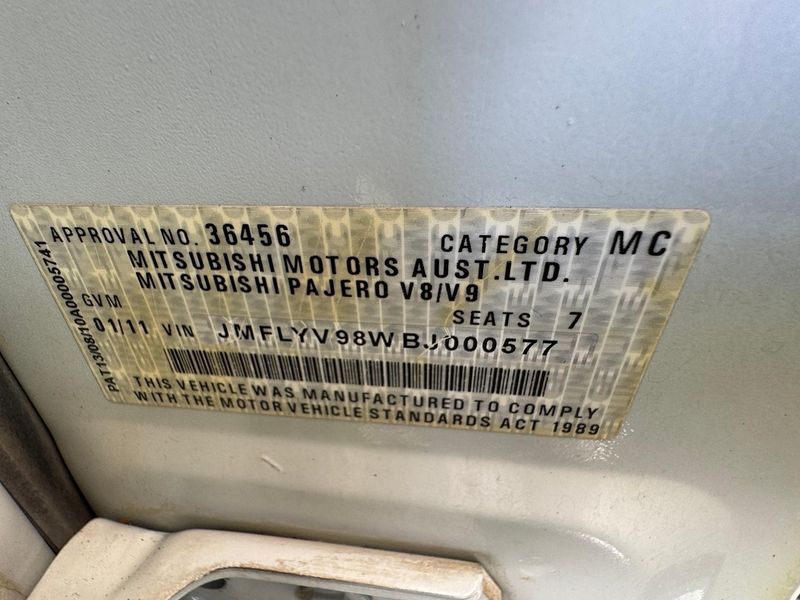 APPROVAL NO. 36456 CATEGORY MC
MITSUBISHI MOTORS AUST. LTD.
MITSUBISHI PAJERO V8/V9
GVM SEATS 7
01/11 VIN JMFLYV98WBJ000577
THIS VEHICLE WAS MANUFACTURED TO COMPLY
WITH THE MOTOR VEHICLE STANDARDS ACT 1989